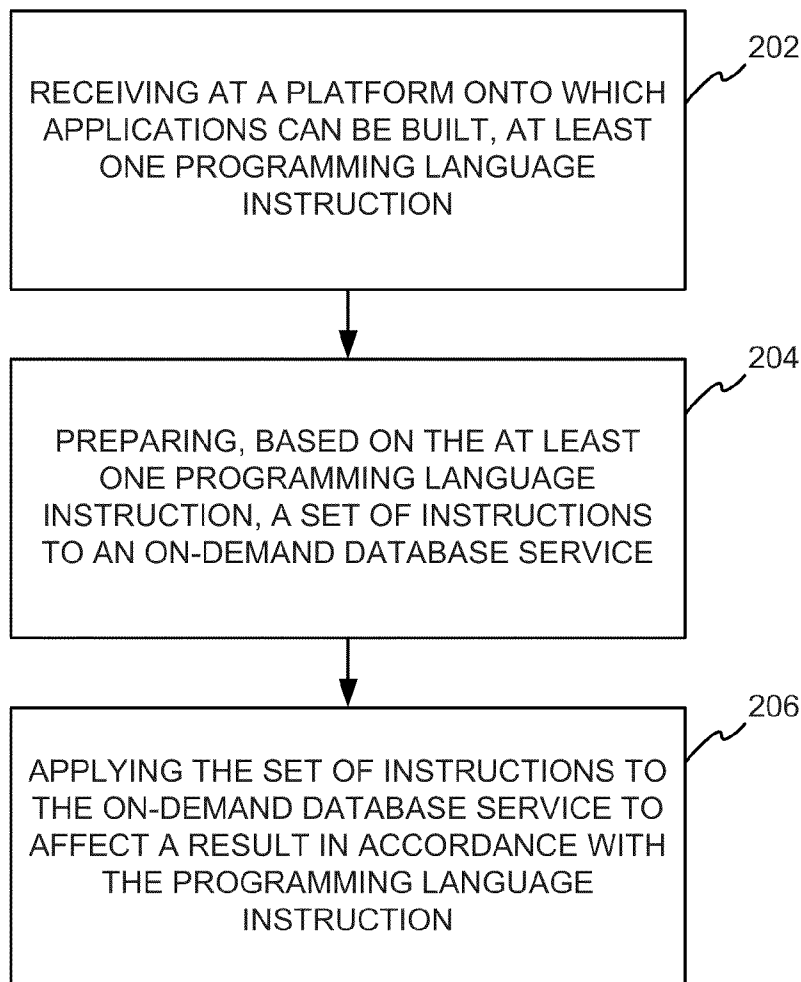 202
RECEIVING AT A PLATFORM ONTO WHICH
APPLICATIONS CAN BE BUILT, AT LEAST
ONE PROGRAMMING LANGUAGE
INSTRUCTION
204
PREPARING, BASED ON THE AT LEAST
ONE PROGRAMMING LANGUAGE
INSTRUCTION, A SET OF INSTRUCTIONS
TO AN ON-DEMAND DATABASE SERVICE
206
APPLYING THE SET OF INSTRUCTIONS TO
THE ON-DEMAND DATABASE SERVICE TO
AFFECT A RESULT IN ACCORDANCE WITH
THE PROGRAMMING LANGUAGE
INSTRUCTION